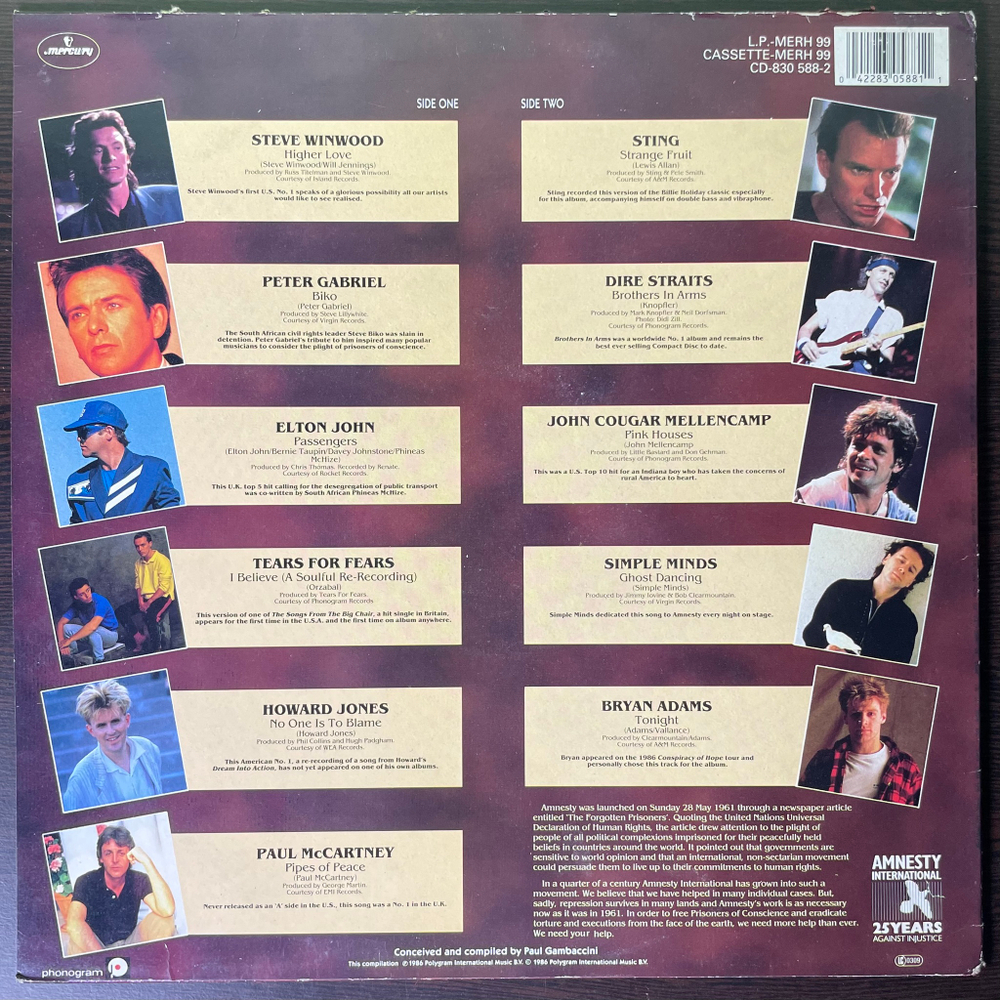 mercury
L.P.-MERH 99
CASSETTE-MERH 99
CD-830 588-2
0 42283 05881 1
SIDE ONE
STEVE WINWOOD
Higher Love
(Steve Winwood/Will Jennings)
Produced by Russ Titelman and Steve Winwood
Courtesy of Island Records.
Steve Winwood's first U.S. No. 1 speaks of a glorious possibility all our artists
would like to see realised.
PETER GABRIEL
Biko
(Peter Gabriel)
Produced by Steve Lillywhite.
Courtesy of Virgin Records.
The South African civil rights leader Steve Biko was slain in
detention. Peter Gabriel's tribute to him inspired many popular
musicians to consider the plight of prisoners of conscience.
ELTON JOHN
Passengers
(Elton John/Bernie Taupin/Davey Johnstone/Phineas
McHize)
Produced by Chris Thomas. Recorded by Renate.
Courtesy of Rocket Records.
This U.K. top 5 hit calling for the desegregation of public transport
was co-written by South African Phineas McHize.
TEARS FOR FEARS
I Believe (A Soulful Re-Recording)
(Orzabal)
Produced by Tears For Fears.
Courtesy of Phonogram Records
This version of one of The Songs From The Big Chair, a hit single in Britain,
appears for the first time in the U.S.A. and the first time on album anywhere.
HOWARD JONES
No One Is To Blame
(Howard Jones)
Produced by Phil Collins and Hugh Padgham.
Courtesy of WEA Records.
This American No. 1, a re-recording of a song from Howard's
Dream Into Action, has not yet appeared on one of his own albums.
PAUL McCARTNEY
Pipes of Peace
(Paul McCartney)
Produced by George Martin.
Courtesy of EMI Records.
Never released as an 'A' side in the U.S., this song was a No. 1 in the U.K.
SIDE TWO
STING
Strange Fruit
(Lewis Allan)
Produced by Sting & Pete Smith.
Courtesy of A&M Records.
Sting recorded this version of the Billie Holiday classic especially
for this album, accompanying himself on double bass and vibraphone.
DIRE STRAITS
Brothers In Arms
(Knopfler)
Produced by Mark Knopfler & Neil Dorfsman.
Photo: Didi Zill.
Courtesy of Phonogram Records.
Brothers In Arms was a worldwide No. 1 album and remains the
best ever selling Compact Disc to date.
JOHN COUGAR MELLENCAMP
Pink Houses
(John Mellencamp
Produced by Little Bastard and Don Gehman.
Courtesy of Phonogram Records.
This was a U.S. Top 10 hit for an Indiana boy who has taken the concerns of
rural America to heart.
SIMPLE MINDS
Ghost Dancing
(Simple Minds)
Produced by Jimmy Iovine & Bob Clearmountain.
Courtesy of Virgin Records.
Simple Minds dedicated this song to Amnesty every night on stage.
BRYAN ADAMS
Tonight
(Adams/Vallance)
Produced by Clearmountain/Adams.
Courtesy of A&M Records.
Bryan appeared on the 1986 Conspiracy of Hope tour and
personally chose this track for the album.
Amnesty was launched on Sunday 28 May 1961 through a newspaper article
entitled 'The Forgotten Prisoners'. Quoting the United Nations Universal
Declaration of Human Rights, the article drew attention to the plight of
people of all political complexions imprisoned for their peacefully held
beliefs in countries around the world. It pointed out that governments are
sensitive to world opinion and that an international, non-sectarian movement
could persuade them to live up to their commitments to human rights.
In a quarter of a century Amnesty International has grown into such a
movement. We believe that we have helped in many individual cases. But,
sadly, repression survives in many lands and Amnesty's work is as necessary
now as it was in 1961. In order to free Prisoners of Conscience and eradicate
torture and executions from the face of the earth, we need more help than ever.
We need your help.
AMNESTY
INTERNATIONAL
25 YEARS
AGAINST INJUSTICE
Conceived and compiled by Paul Gambaccini
This compilation ℗ 1986 Polygram International Music B.V. © 1986 Polygram International Music B.V.
phonogram
LC 0309